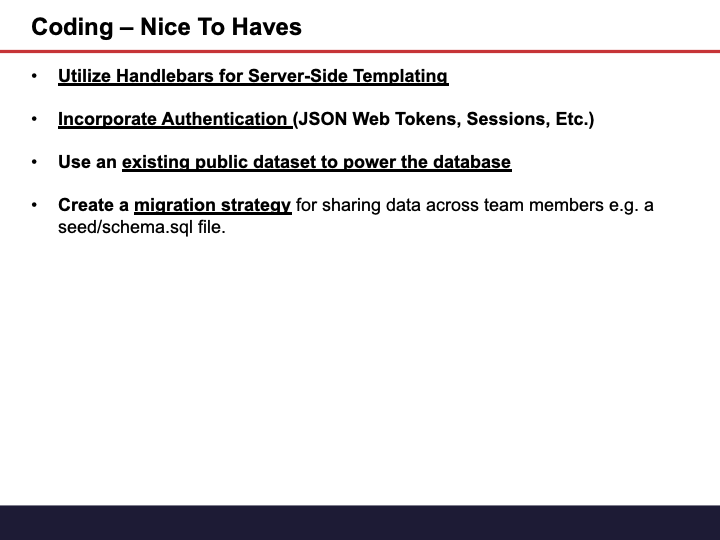 Coding – Nice To Haves
• Utilize Handlebars for Server-Side Templating
• Incorporate Authentication (JSON Web Tokens, Sessions, Etc.)
• Use an existing public dataset to power the database
• Create a migration strategy for sharing data across team members e.g. a
seed/schema.sql file.